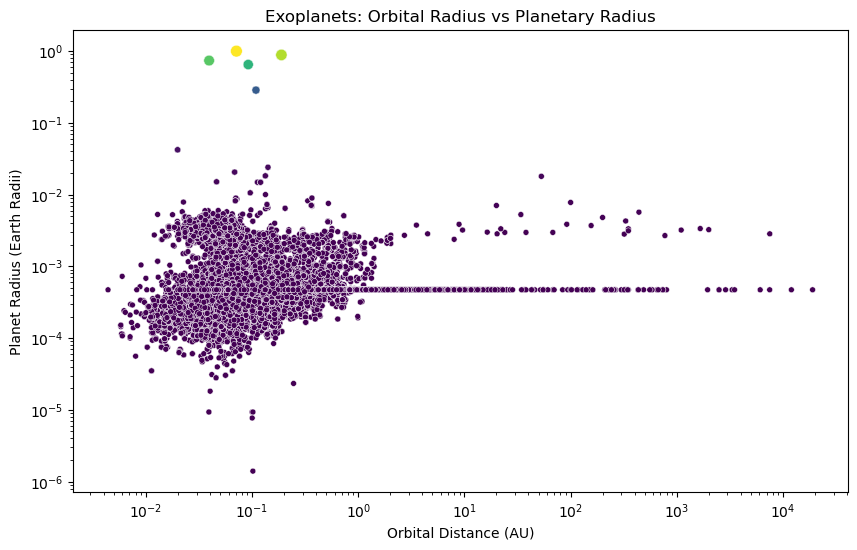 Exoplanets: Orbital Radius vs Planetary Radius
Planet Radius (Earth Radii)
10⁰
10⁻¹
10⁻²
10⁻³
10⁻⁴
10⁻⁵
10⁻⁶
10⁻² 10⁻¹ 10⁰ 10¹ 10² 10³ 10⁴
Orbital Distance (AU)